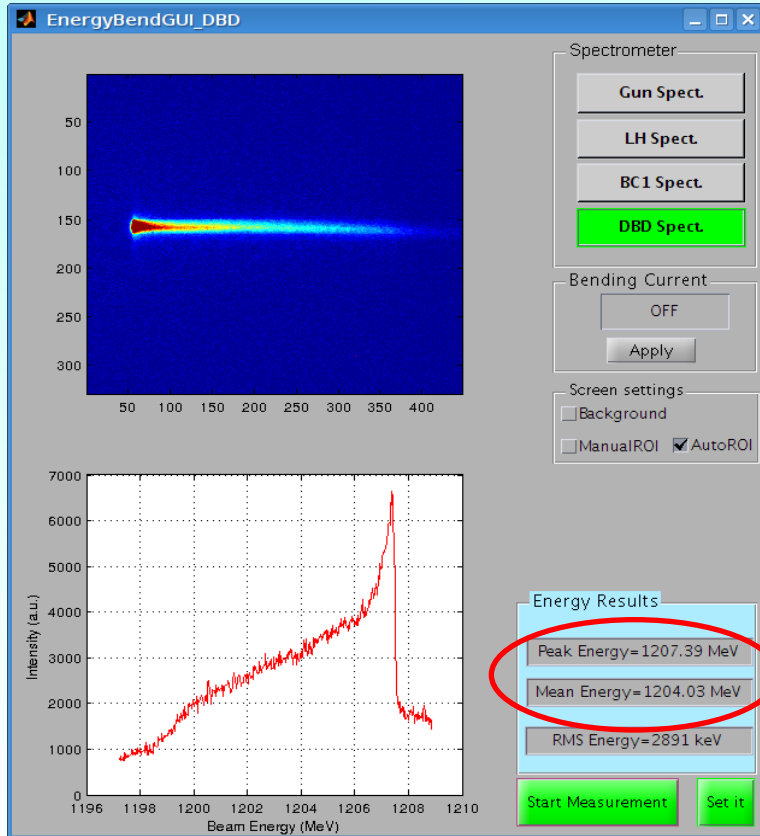 EnergyBendGUI_DBD
50
100
150
200
250
300
50 100 150 200 250 300 350 400
Spectrometer
Gun Spect.
LH Spect.
BC1 Spect.
DBD Spect.
Bending Current
OFF
Apply
Screen settings
Background
ManualROI AutoROI
7000
6000
5000
4000
3000
2000
1000
0
Intensity (a.u.)
1196 1198 1200 1202 1204 1206 1208 1210
Beam Energy (MeV)
Energy Results
Peak Energy=1207.39 MeV
Mean Energy=1204.03 MeV
RMS Energy=2891 keV
Start Measurement Set it